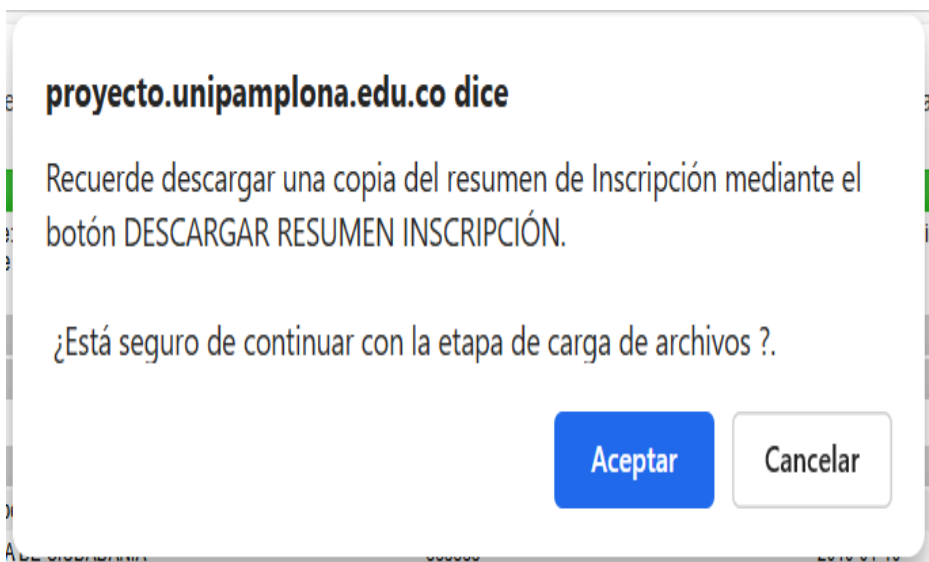 proyecto.unipamplona.edu.co dice
Recuerde descargar una copia del resumen de Inscripción mediante el
botón DESCARGAR RESUMEN INSCRIPCIÓN.
¿Está seguro de continuar con la etapa de carga de archivos ?.
Aceptar
Cancelar